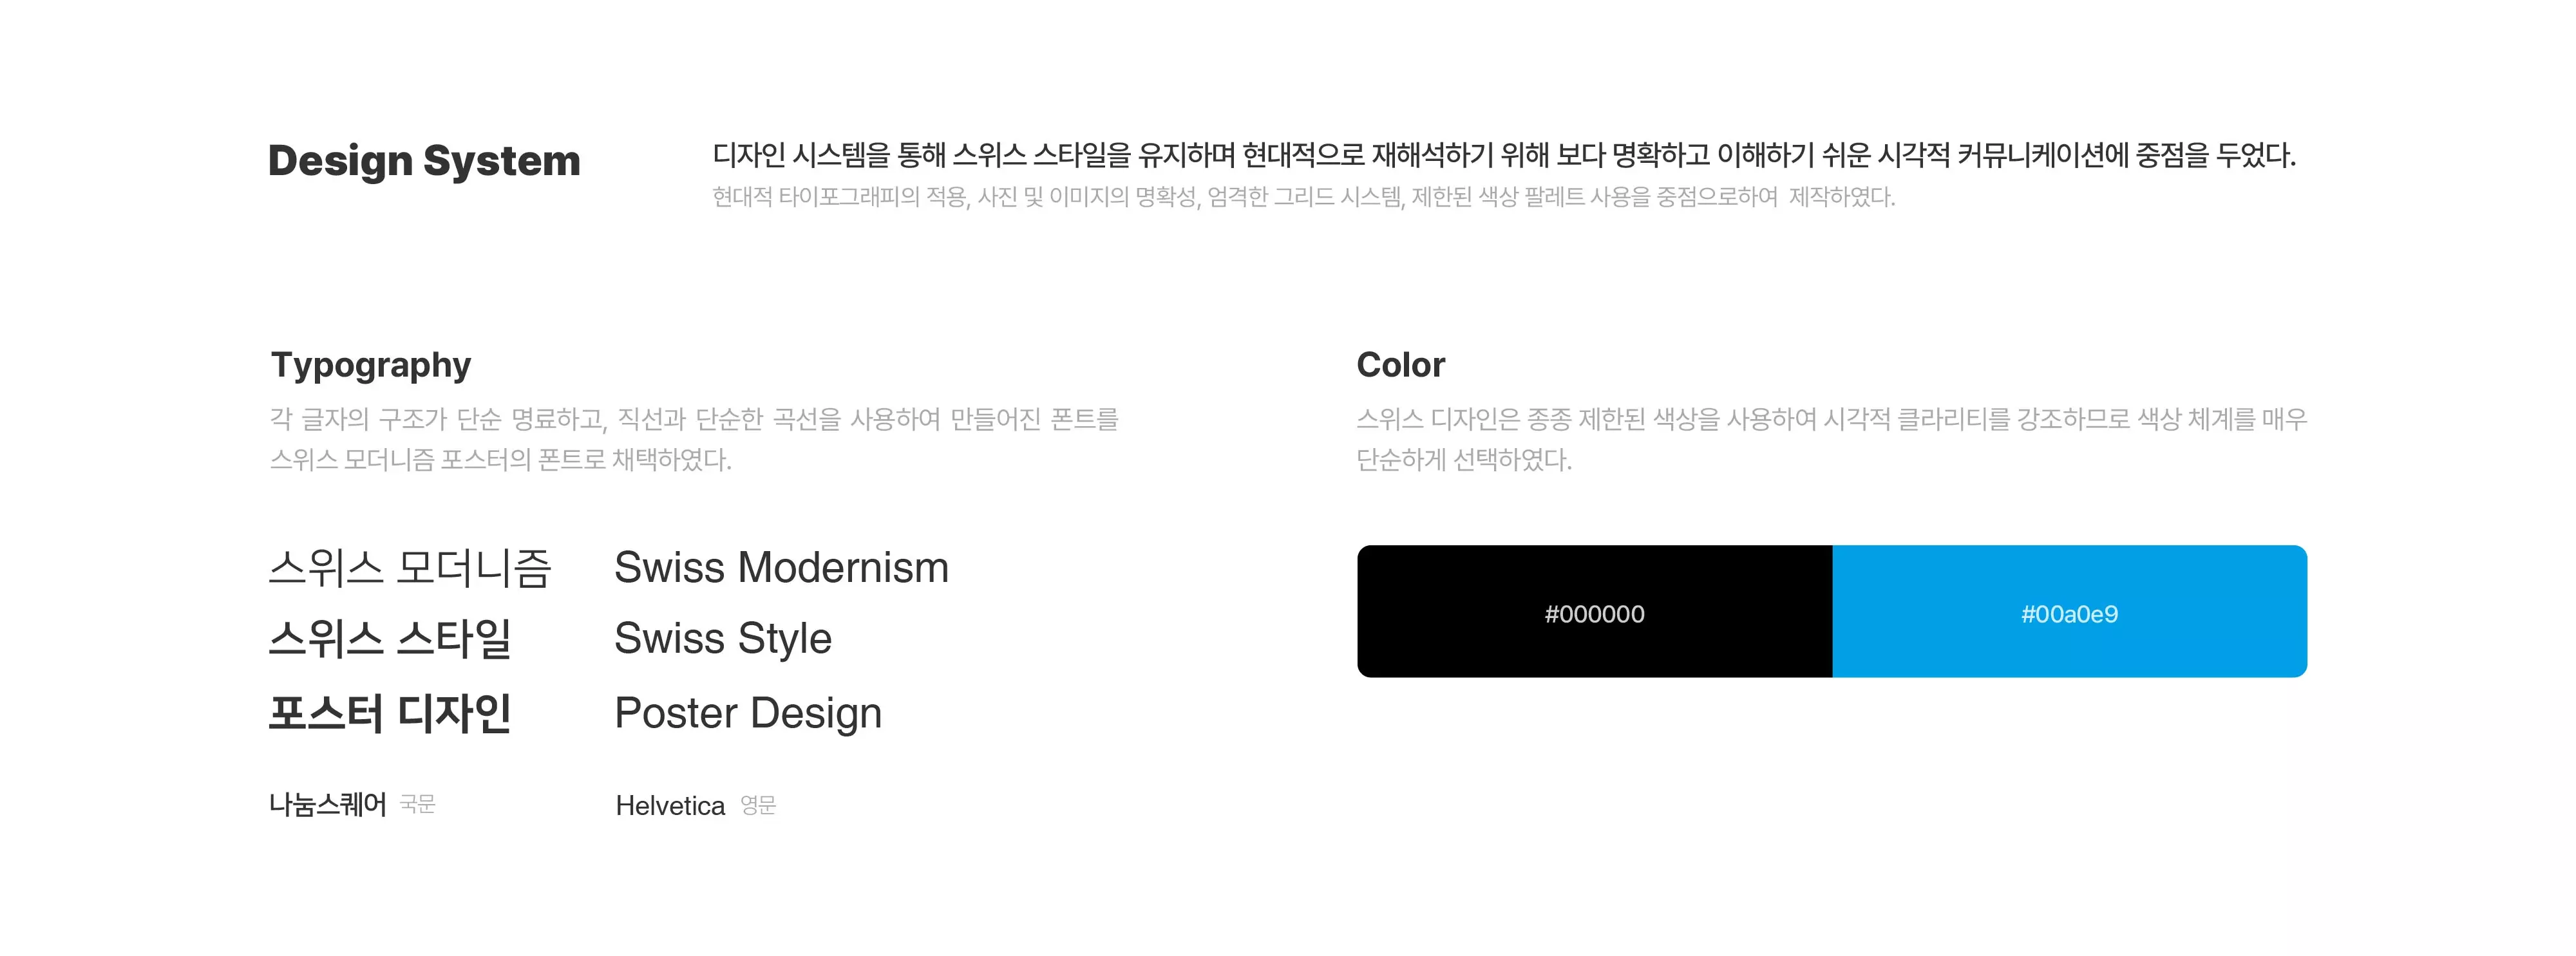 Design System
디자인 시스템을 통해 스위스 스타일을 유지하며 현대적으로 재해석하기 위해 보다 명확하고 이해하기 쉬운 시각적 커뮤니케이션에 중점을 두었다.
현대적 타이포그래피의 적용, 사진 및 이미지의 명확성, 엄격한 그리드 시스템, 제한된 색상 팔레트 사용을 중점으로하여 제작하였다.
Typography
각 글자의 구조가 단순 명료하고, 직선과 단순한 곡선을 사용하여 만들어진 폰트를
스위스 모더니즘 포스터의 폰트로 채택하였다.
스위스 모더니즘
스위스 스타일
포스터 디자인
나눔스퀘어 국문
Swiss Modernism
Swiss Style
Poster Design
Helvetica 영문
Color
스위스 디자인은 종종 제한된 색상을 사용하여 시각적 클라리티를 강조하므로 색상 체계를 매우
단순하게 선택하였다.
#000000
#00a0e9